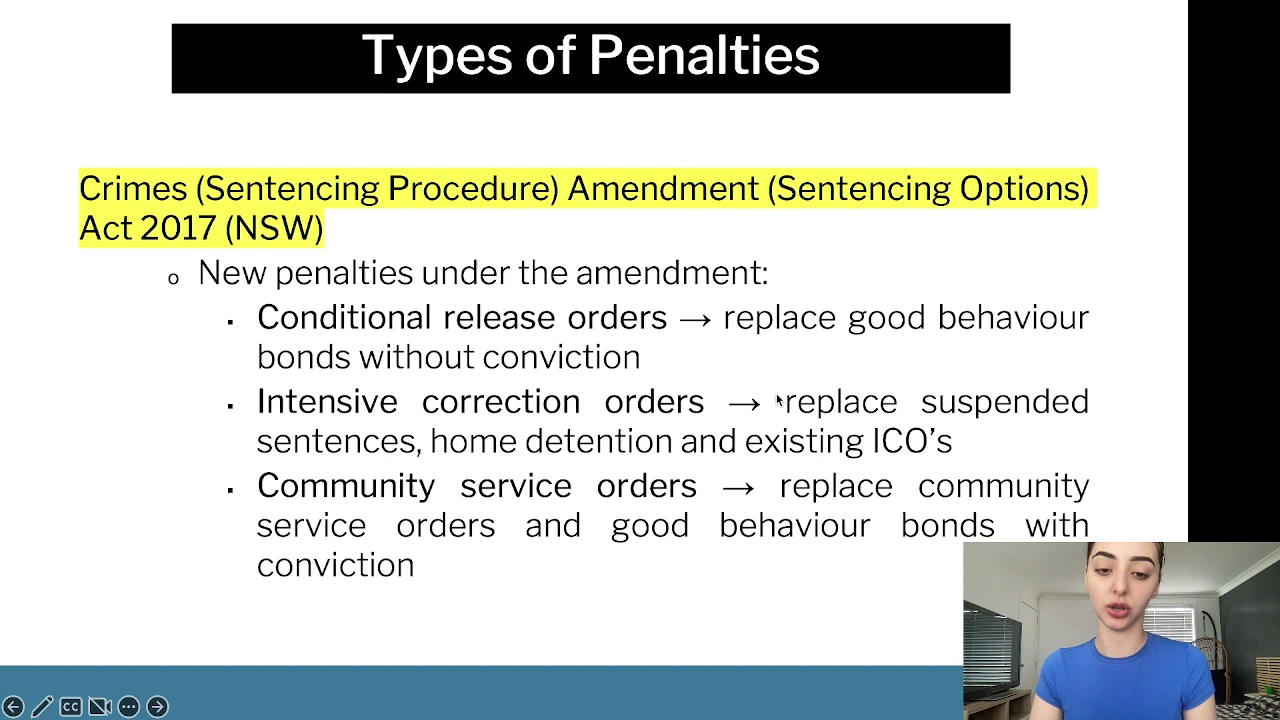 Types of Penalties
Crimes (Sentencing Procedure) Amendment (Sentencing Options)
Act 2017 (NSW)
o New penalties under the amendment:
▪ Conditional release orders → replace good behaviour
bonds without conviction
▪ Intensive correction orders → replace suspended
sentences, home detention and existing ICO’s
▪ Community service orders → replace community
service orders and good behaviour bonds with
conviction
CC